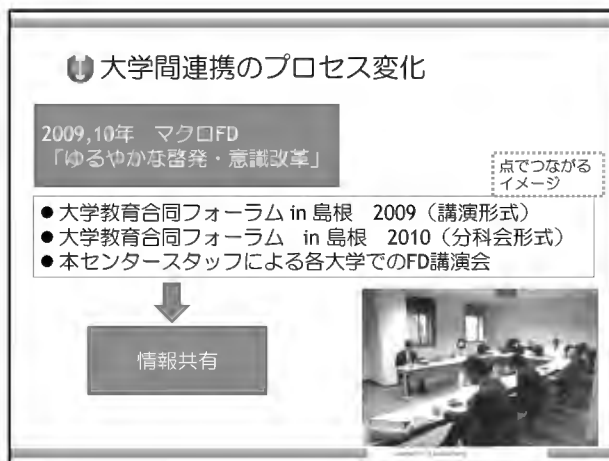 大学間連携のプロセス変化
2009,10年　マクロFD
「ゆるやかな啓発・意識改革」
点でつながる
イメージ
●大学教育合同フォーラム in 島根　2009（講演形式）
●大学教育合同フォーラム　in 島根　2010（分科会形式）
●本センタースタッフによる各大学でのFD講演会
情報共有